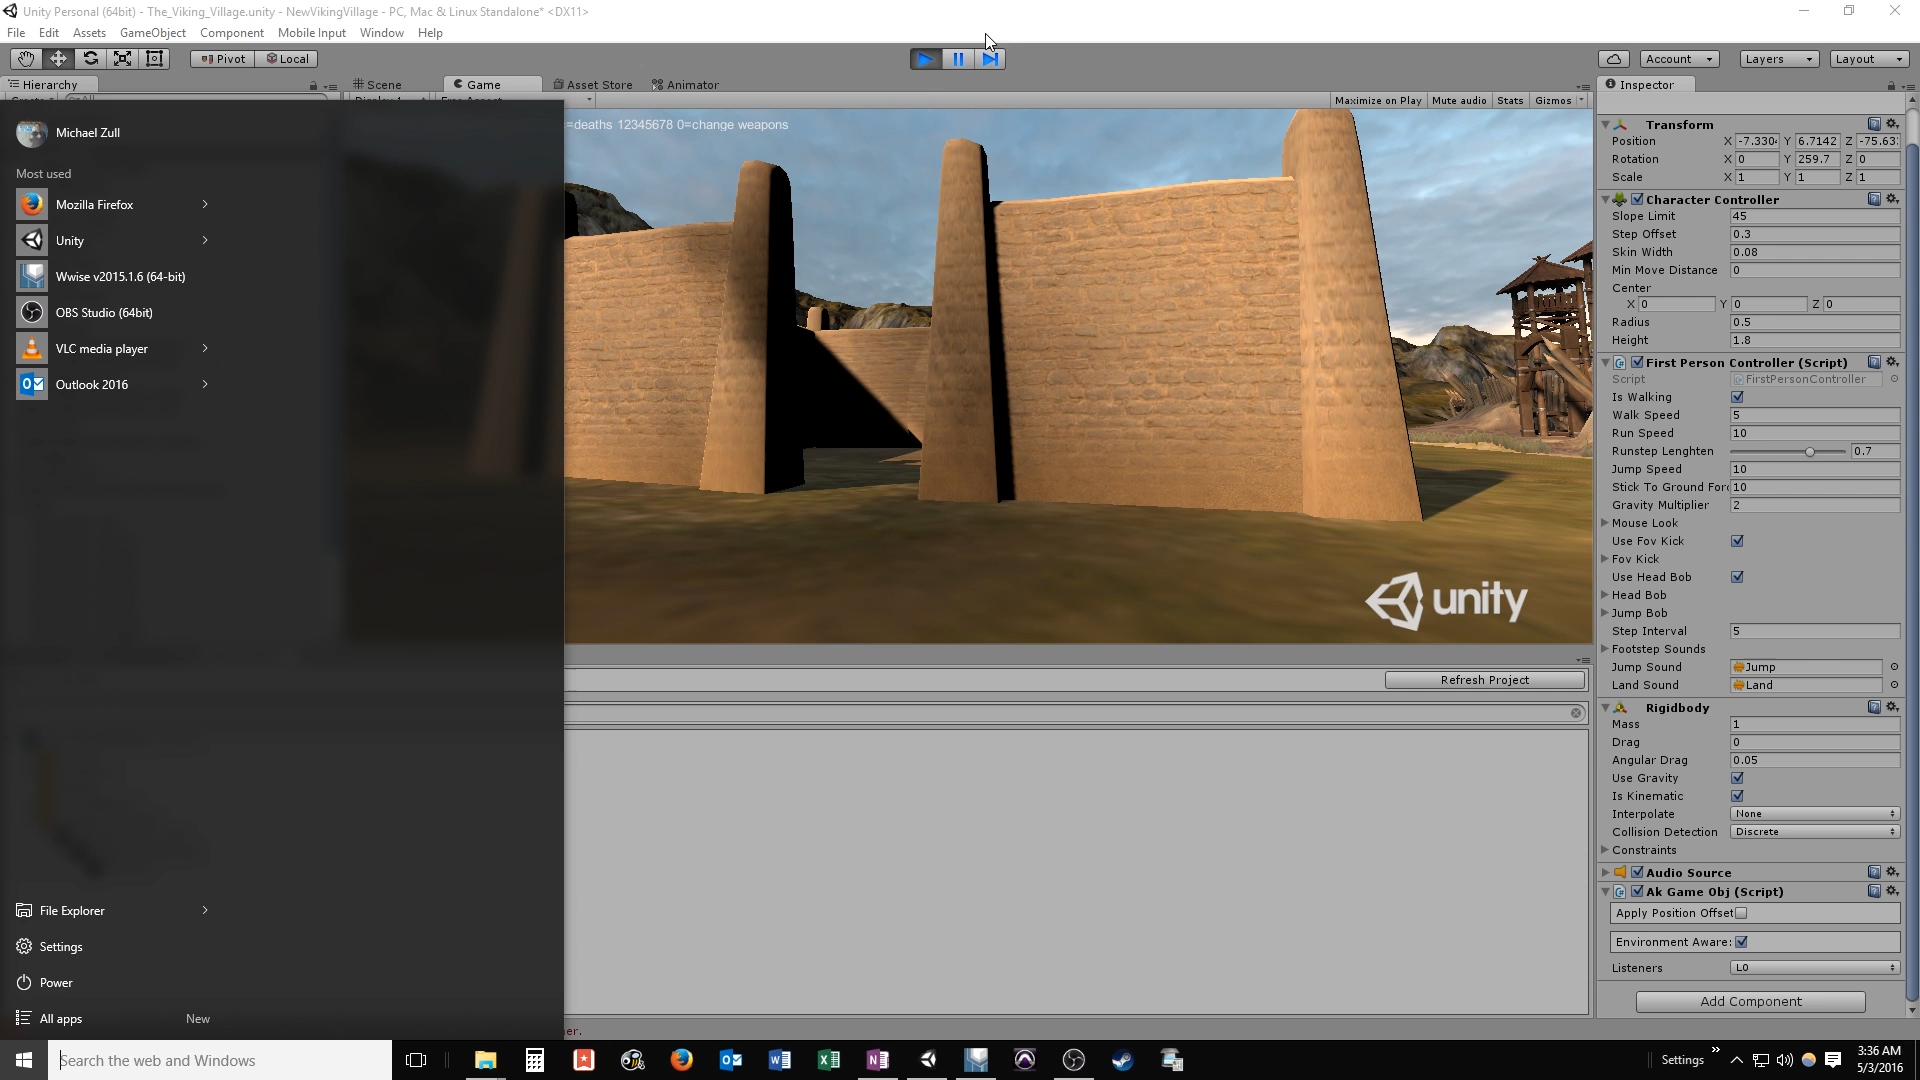 Unity Personal (64bit) - The_Viking_Village.unity - NewVikingVillage - PC, Mac & Linux Standalone* <DX11>
File Edit Assets GameObject Component Mobile Input Window Help
Pivot Local Account Layers Layout
Hierarchy Scene Game Asset Store Animator Inspector
Maximize on Play Mute audio Stats Gizmos
=deaths 12345678 0=change weapons
Michael Zull
Most used
Mozilla Firefox
Unity
Wwise v2015.1.6 (64-bit)
OBS Studio (64bit)
VLC media player
Outlook 2016
File Explorer
Settings
Power
All apps New
Search the web and Windows
unity
Refresh Project
er.
Transform
Position X -7.330 Y 6.7142 Z -75.63
Rotation X 0 Y 259.7 Z 0
Scale X 1 Y 1 Z 1
Character Controller
Slope Limit 45
Step Offset 0.3
Skin Width 0.08
Min Move Distance 0
Center
X 0 Y 0 Z 0
Radius 0.5
Height 1.8
First Person Controller (Script)
Script FirstPersonController
Is Walking
Walk Speed 5
Run Speed 10
Runstep Lenghten 0.7
Jump Speed 10
Stick To Ground For 10
Gravity Multiplier 2
Mouse Look
Use Fov Kick
Fov Kick
Use Head Bob
Head Bob
Jump Bob
Step Interval 5
Footstep Sounds
Jump Sound Jump
Land Sound Land
Rigidbody
Mass 1
Drag 0
Angular Drag 0.05
Use Gravity
Is Kinematic
Interpolate None
Collision Detection Discrete
Constraints
Audio Source
Ak Game Obj (Script)
Apply Position Offset
Environment Aware:
Listeners L0
Add Component
Settings
3:36 AM
5/3/2016